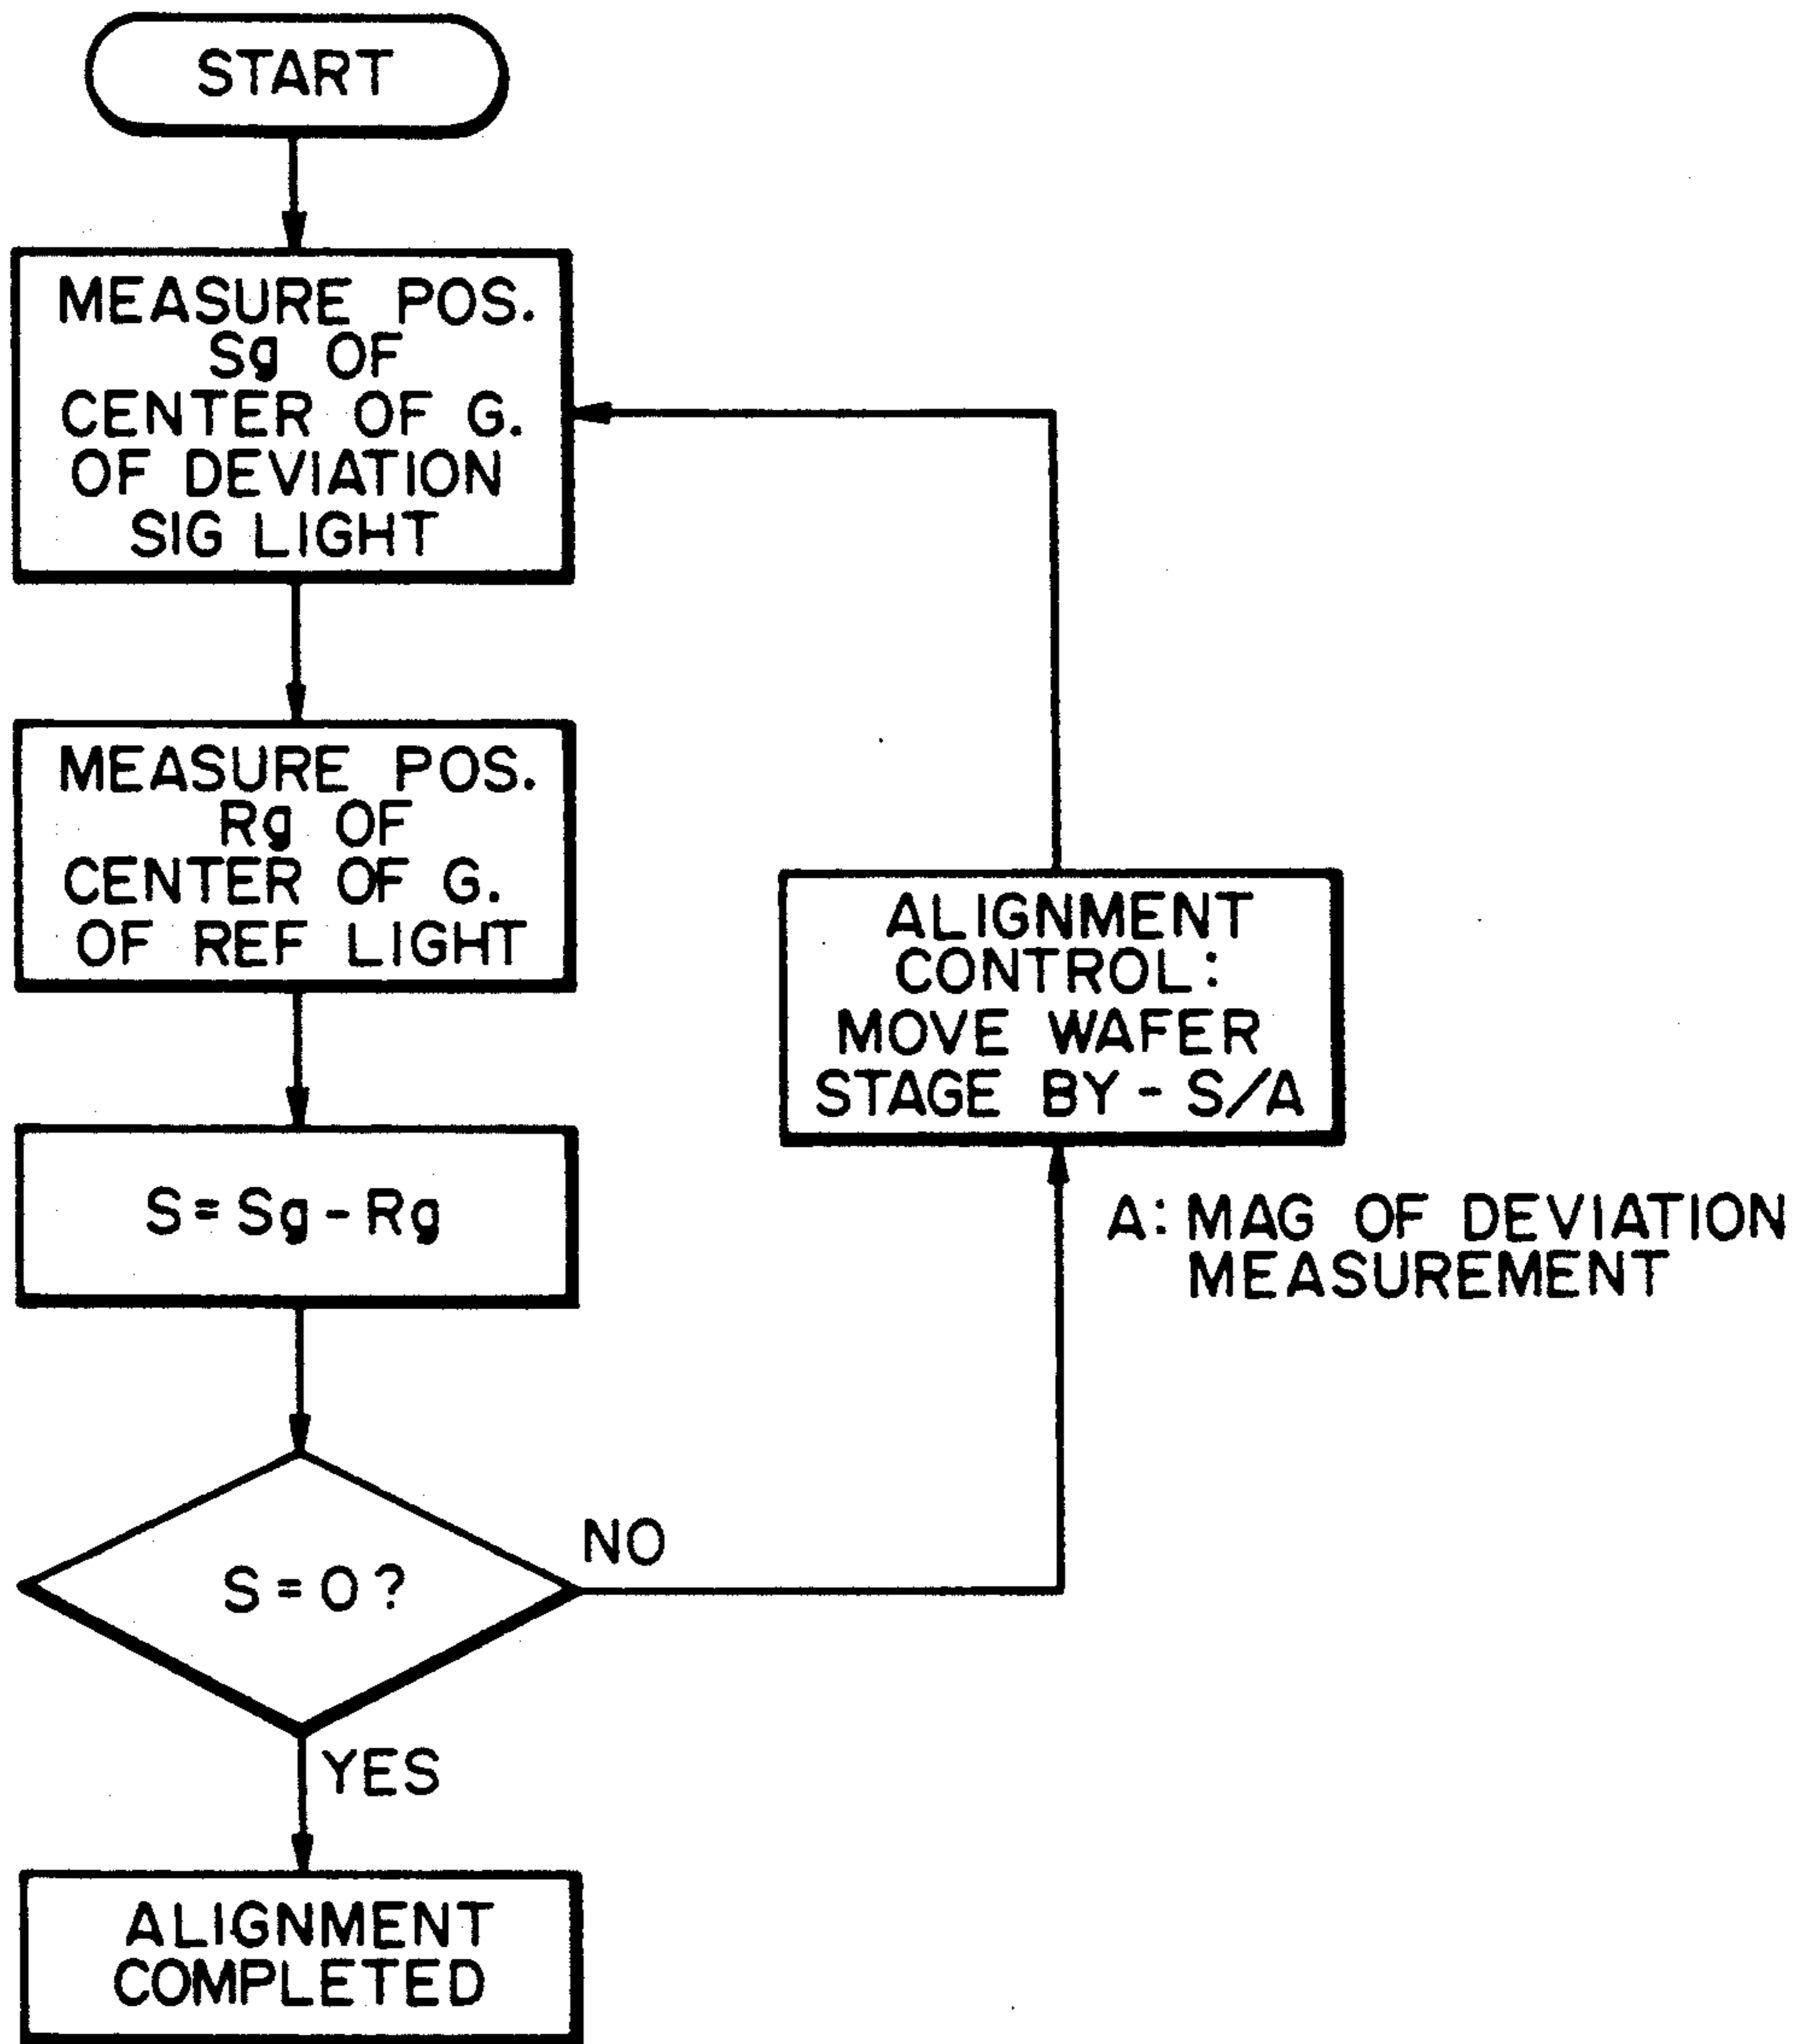 START
MEASURE POS.
Sg OF
CENTER OF G.
OF DEVIATION
SIG LIGHT
MEASURE POS.
Rg OF
CENTER OF G.
OF REF LIGHT
S=Sg-Rg
S=0?
NO
YES
ALIGNMENT
COMPLETED
ALIGNMENT
CONTROL:
MOVE WAFER
STAGE BY - S/A
A: MAG OF DEVIATION
MEASUREMENT